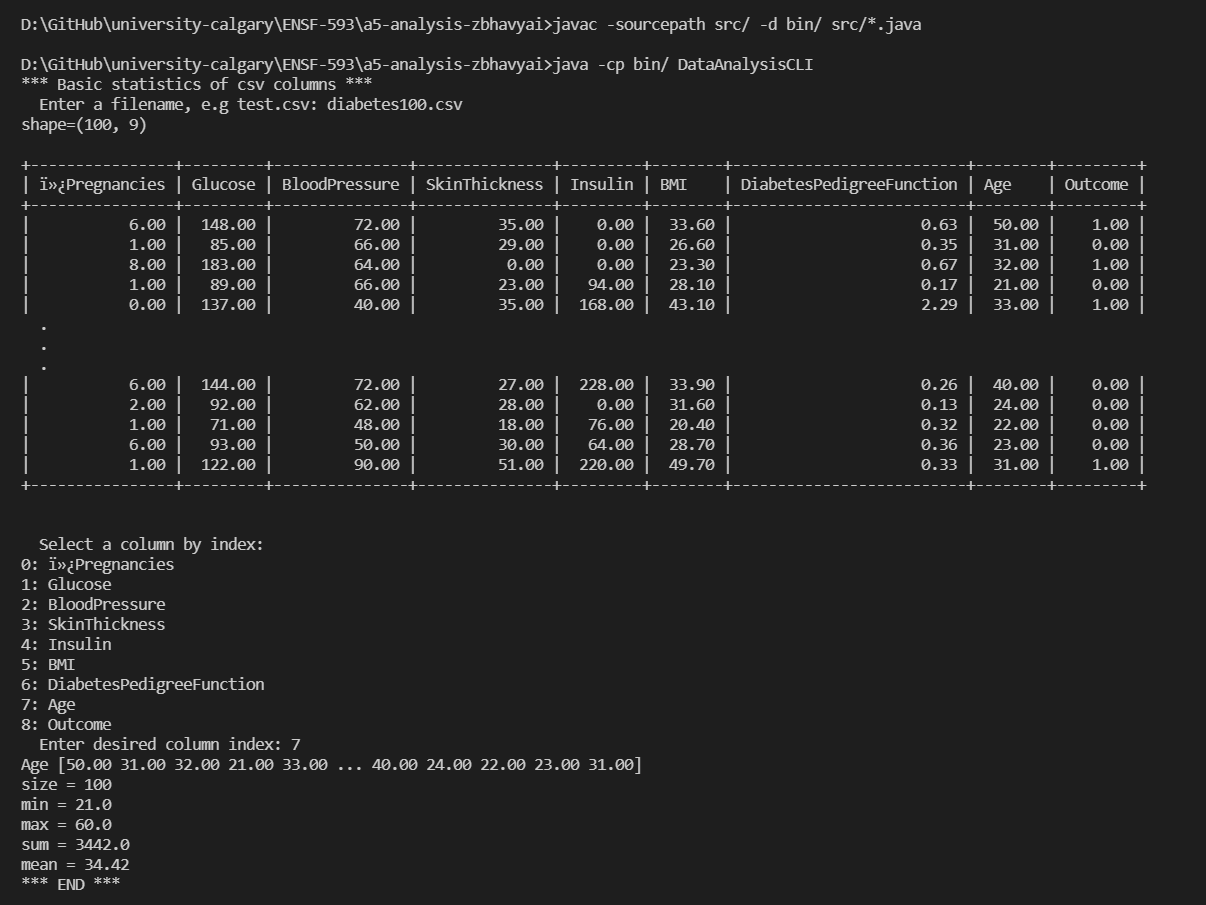 D:\GitHub\university-calgary\ENSF-593\a5-analysis-zbhavyai>javac -sourcepath src/ -d bin/ src/*.java
D:\GitHub\university-calgary\ENSF-593\a5-analysis-zbhavyai>java -cp bin/ DataAnalysisCLI
*** Basic statistics of csv columns ***
  Enter a filename, e.g test.csv: diabetes100.csv
shape=(100, 9)
+----------------+---------+---------------+---------------+---------+--------+--------------------------+--------+---------+
| ï»¿Pregnancies | Glucose | BloodPressure | SkinThickness | Insulin | BMI    | DiabetesPedigreeFunction | Age    | Outcome |
+----------------+---------+---------------+---------------+---------+--------+--------------------------+--------+---------+
|           6.00 |  148.00 |         72.00 |         35.00 |    0.00 |  33.60 |                     0.63 |  50.00 |    1.00 |
|           1.00 |   85.00 |         66.00 |         29.00 |    0.00 |  26.60 |                     0.35 |  31.00 |    0.00 |
|           8.00 |  183.00 |         64.00 |          0.00 |    0.00 |  23.30 |                     0.67 |  32.00 |    1.00 |
|           1.00 |   89.00 |         66.00 |         23.00 |   94.00 |  28.10 |                     0.17 |  21.00 |    0.00 |
|           0.00 |  137.00 |         40.00 |         35.00 |  168.00 |  43.10 |                     2.29 |  33.00 |    1.00 |
  .
  .
  .
|           6.00 |  144.00 |         72.00 |         27.00 |  228.00 |  33.90 |                     0.26 |  40.00 |    0.00 |
|           2.00 |   92.00 |         62.00 |         28.00 |    0.00 |  31.60 |                     0.13 |  24.00 |    0.00 |
|           1.00 |   71.00 |         48.00 |         18.00 |   76.00 |  20.40 |                     0.32 |  22.00 |    0.00 |
|           6.00 |   93.00 |         50.00 |         30.00 |   64.00 |  28.70 |                     0.36 |  23.00 |    0.00 |
|           1.00 |  122.00 |         90.00 |         51.00 |  220.00 |  49.70 |                     0.33 |  31.00 |    1.00 |
+----------------+---------+---------------+---------------+---------+--------+--------------------------+--------+---------+
  Select a column by index:
0: ï»¿Pregnancies
1: Glucose
2: BloodPressure
3: SkinThickness
4: Insulin
5: BMI
6: DiabetesPedigreeFunction
7: Age
8: Outcome
  Enter desired column index: 7
Age [50.00 31.00 32.00 21.00 33.00 ... 40.00 24.00 22.00 23.00 31.00]
size = 100
min = 21.0
max = 60.0
sum = 3442.0
mean = 34.42
*** END ***